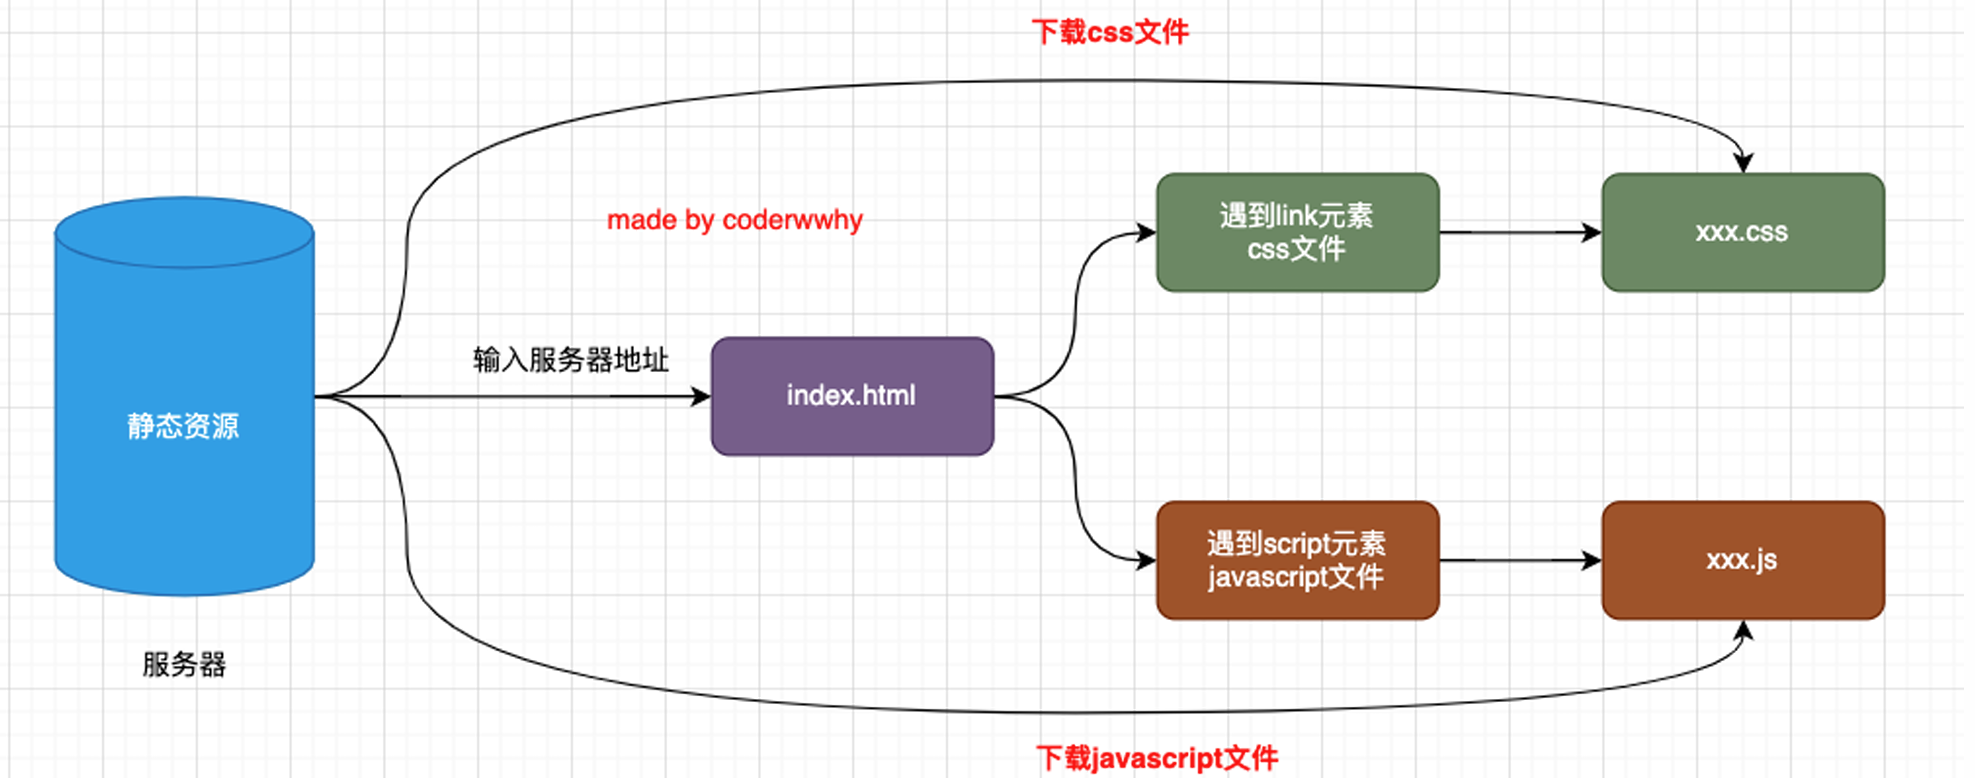 下载css文件
made by coderwwhy
遇到link元素
css文件
xxx.css
输入服务器地址
index.html
静态资源
遇到script元素
javascript文件
xxx.js
服务器
下载javascript文件